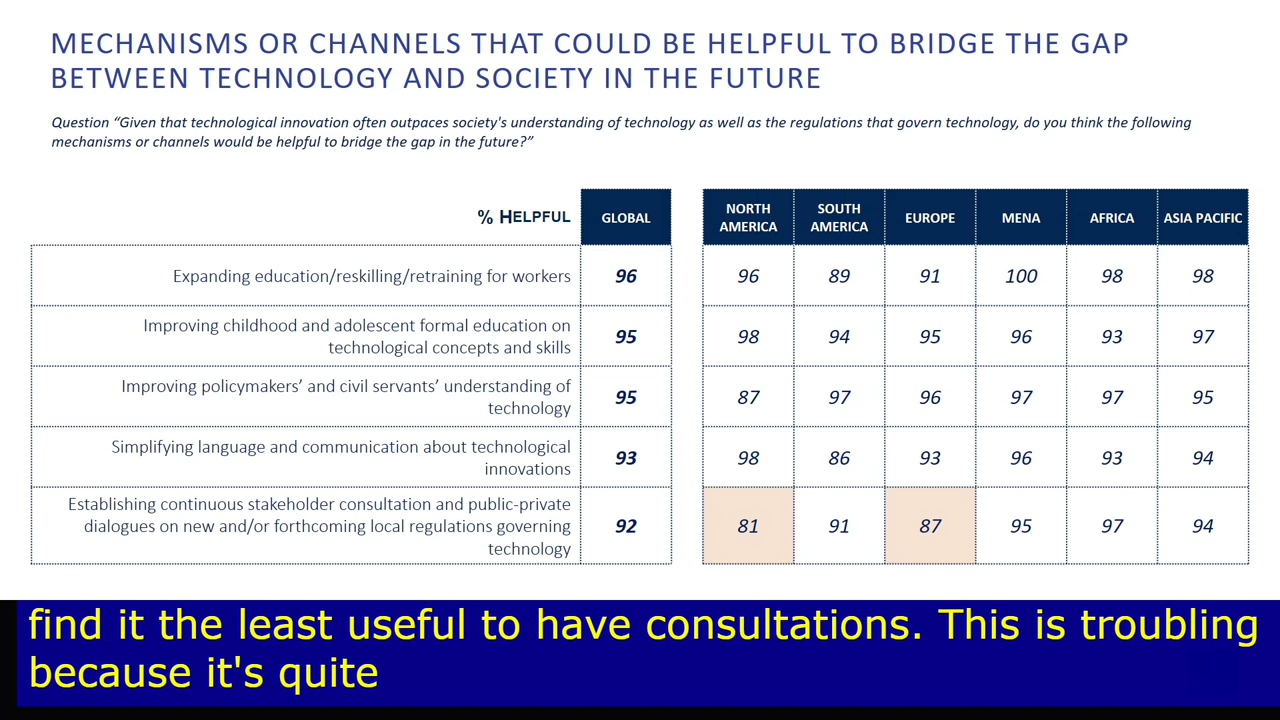 MECHANISMS OR CHANNELS THAT COULD BE HELPFUL TO BRIDGE THE GAP
BETWEEN TECHNOLOGY AND SOCIETY IN THE FUTURE
Question “Given that technological innovation often outpaces society's understanding of technology as well as the regulations that govern technology, do you think the following
mechanisms or channels would be helpful to bridge the gap in the future?”
% HELPFUL
GLOBAL
NORTH
AMERICA
SOUTH
AMERICA
EUROPE
MENA
AFRICA
ASIA PACIFIC
Expanding education/reskilling/retraining for workers
96
96
89
91
100
98
98
Improving childhood and adolescent formal education on
technological concepts and skills
95
98
94
95
96
93
97
Improving policymakers’ and civil servants’ understanding of
technology
95
87
97
96
97
97
95
Simplifying language and communication about technological
innovations
93
98
86
93
96
93
94
Establishing continuous stakeholder consultation and public-private
dialogues on new and/or forthcoming local regulations governing
technology
92
81
91
87
95
97
94
find it the least useful to have consultations. This is troubling
because it's quite